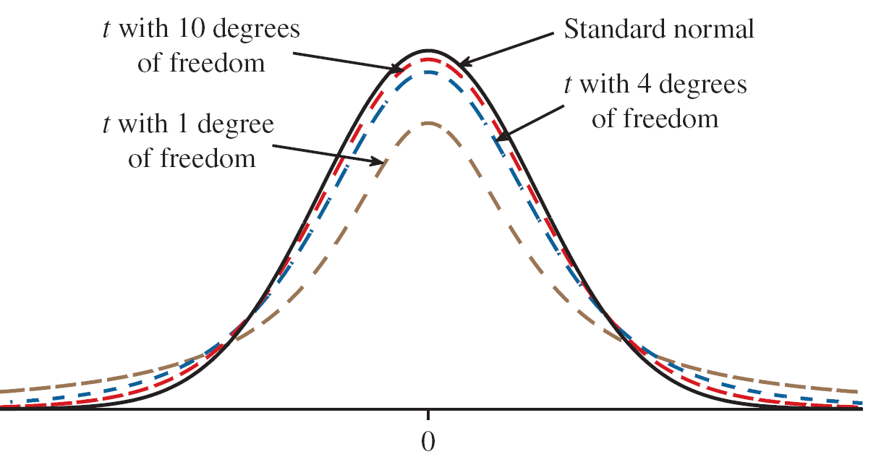 t with 10 degrees
of freedom
Standard normal
t with 4 degrees
of freedom
t with 1 degree
of freedom
0